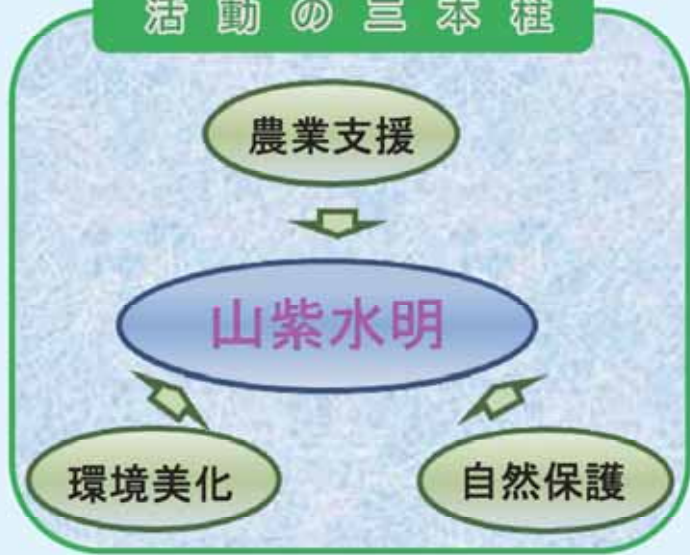 活動の三本柱
農業支援
山紫水明
環境美化
自然保護